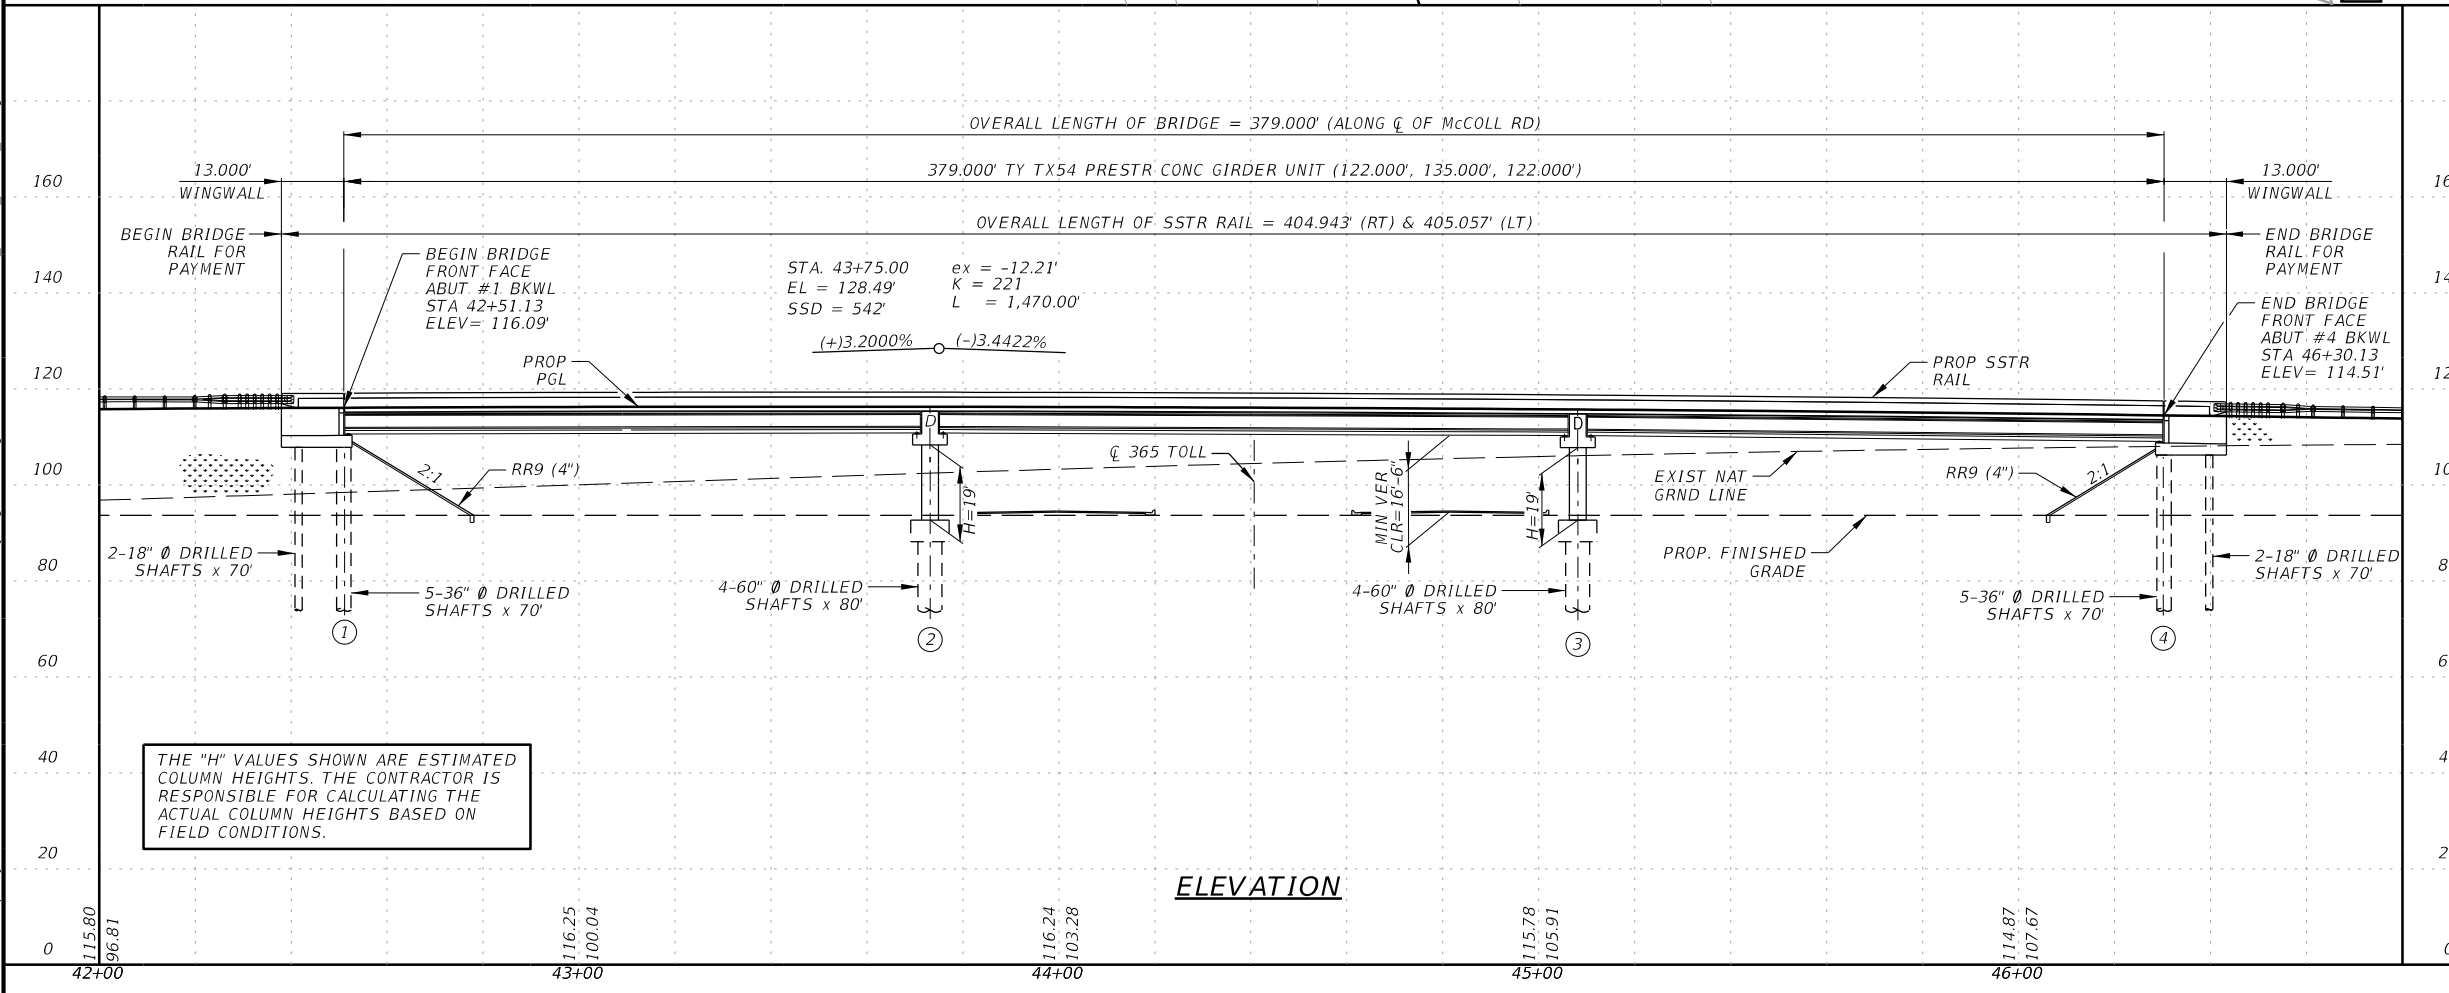 OVERALL LENGTH OF BRIDGE = 379.000' (ALONG ℄ OF McCOLL RD)
13.000'
WINGWALL
379.000' TY TX54 PRESTR CONC GIRDER UNIT (122.000', 135.000', 122.000')
13.000'
WINGWALL
OVERALL LENGTH OF SSTR RAIL = 404.943' (RT) & 405.057' (LT)
BEGIN BRIDGE
RAIL FOR
PAYMENT
BEGIN BRIDGE
FRONT FACE
ABUT #1 BKWL
STA 42+51.13
ELEV= 116.09'
STA. 43+75.00
EL = 128.49'
SSD = 542'
ex = -12.21'
K = 221
L = 1,470.00'
(+)3.2000%
(-)3.4422%
END BRIDGE
RAIL FOR
PAYMENT
END BRIDGE
FRONT FACE
ABUT #4 BKWL
STA 46+30.13
ELEV= 114.51'
PROP
PGL
PROP SSTR
RAIL
D
D
2:1
RR9 (4")
H=19'
℄ 365 TOLL
MIN VER
CLR=16'-6"
H=19'
EXIST NAT
GRND LINE
RR9 (4")
2:1
2-18" Ø DRILLED
SHAFTS x 70'
5-36" Ø DRILLED
SHAFTS x 70'
4-60" Ø DRILLED
SHAFTS x 80'
4-60" Ø DRILLED
SHAFTS x 80'
PROP. FINISHED
GRADE
5-36" Ø DRILLED
SHAFTS x 70'
2-18" Ø DRILLED
SHAFTS x 70'
1
2
3
4
THE "H" VALUES SHOWN ARE ESTIMATED
COLUMN HEIGHTS. THE CONTRACTOR IS
RESPONSIBLE FOR CALCULATING THE
ACTUAL COLUMN HEIGHTS BASED ON
FIELD CONDITIONS.
ELEVATION
160
140
120
100
80
60
40
20
0
115.80
96.81
116.25
100.04
116.24
103.28
115.78
105.91
114.87
107.67
42+00
43+00
44+00
45+00
46+00